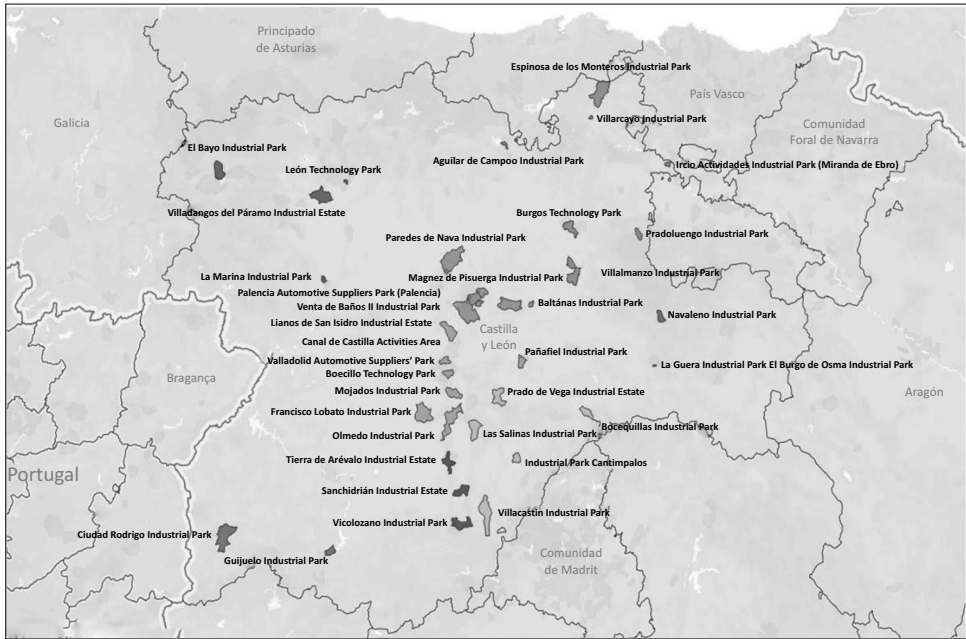 Principado
de Asturias
Espinosa de los Monteros Industrial Park
País Vasco
Galicia
Villarcayo Industrial Park
Comunidad
Foral de Navarra
El Bayo Industrial Park
Aguilar de Campoo Industrial Park
Ircio Actividades Industrial Park (Miranda de Ebro)
León Technology Park
Villadangos del Páramo Industrial Estate
Burgos Technology Park
Paredes de Nava Industrial Park
Pradoluengo Industrial Park
La Marina Industrial Park
Magnez de Pisuerga Industrial Park
Villalmanzo Industrial Park
Palencia Automotive Suppliers Park (Palencia)
Venta de Baños II Industrial Park
Baltánas Industrial Park
Navaleno Industrial Park
Lianos de San Isidro Industrial Estate
Castilla
y León
Canal de Castilla Activities Area
Pañafiel Industrial Park
Valladolid Automotive Suppliers’ Park
La Guera Industrial Park El Burgo de Osma Industrial Park
Boecillo Technology Park
Bragança
Mojados Industrial Park
Prado de Vega Industrial Estate
Aragón
Francisco Lobato Industrial Park
Bocequillas Industrial Park
Olmedo Industrial Park
Las Salinas Industrial Park
Tierra de Arévalo Industrial Estate
Industrial Park Cantimpalos
Portugal
Sanchidrián Industrial Estate
Villacastin Industrial Park
Vicolozano Industrial Park
Ciudad Rodrigo Industrial Park
Guijuelo Industrial Park
Comunidad
de Madrid